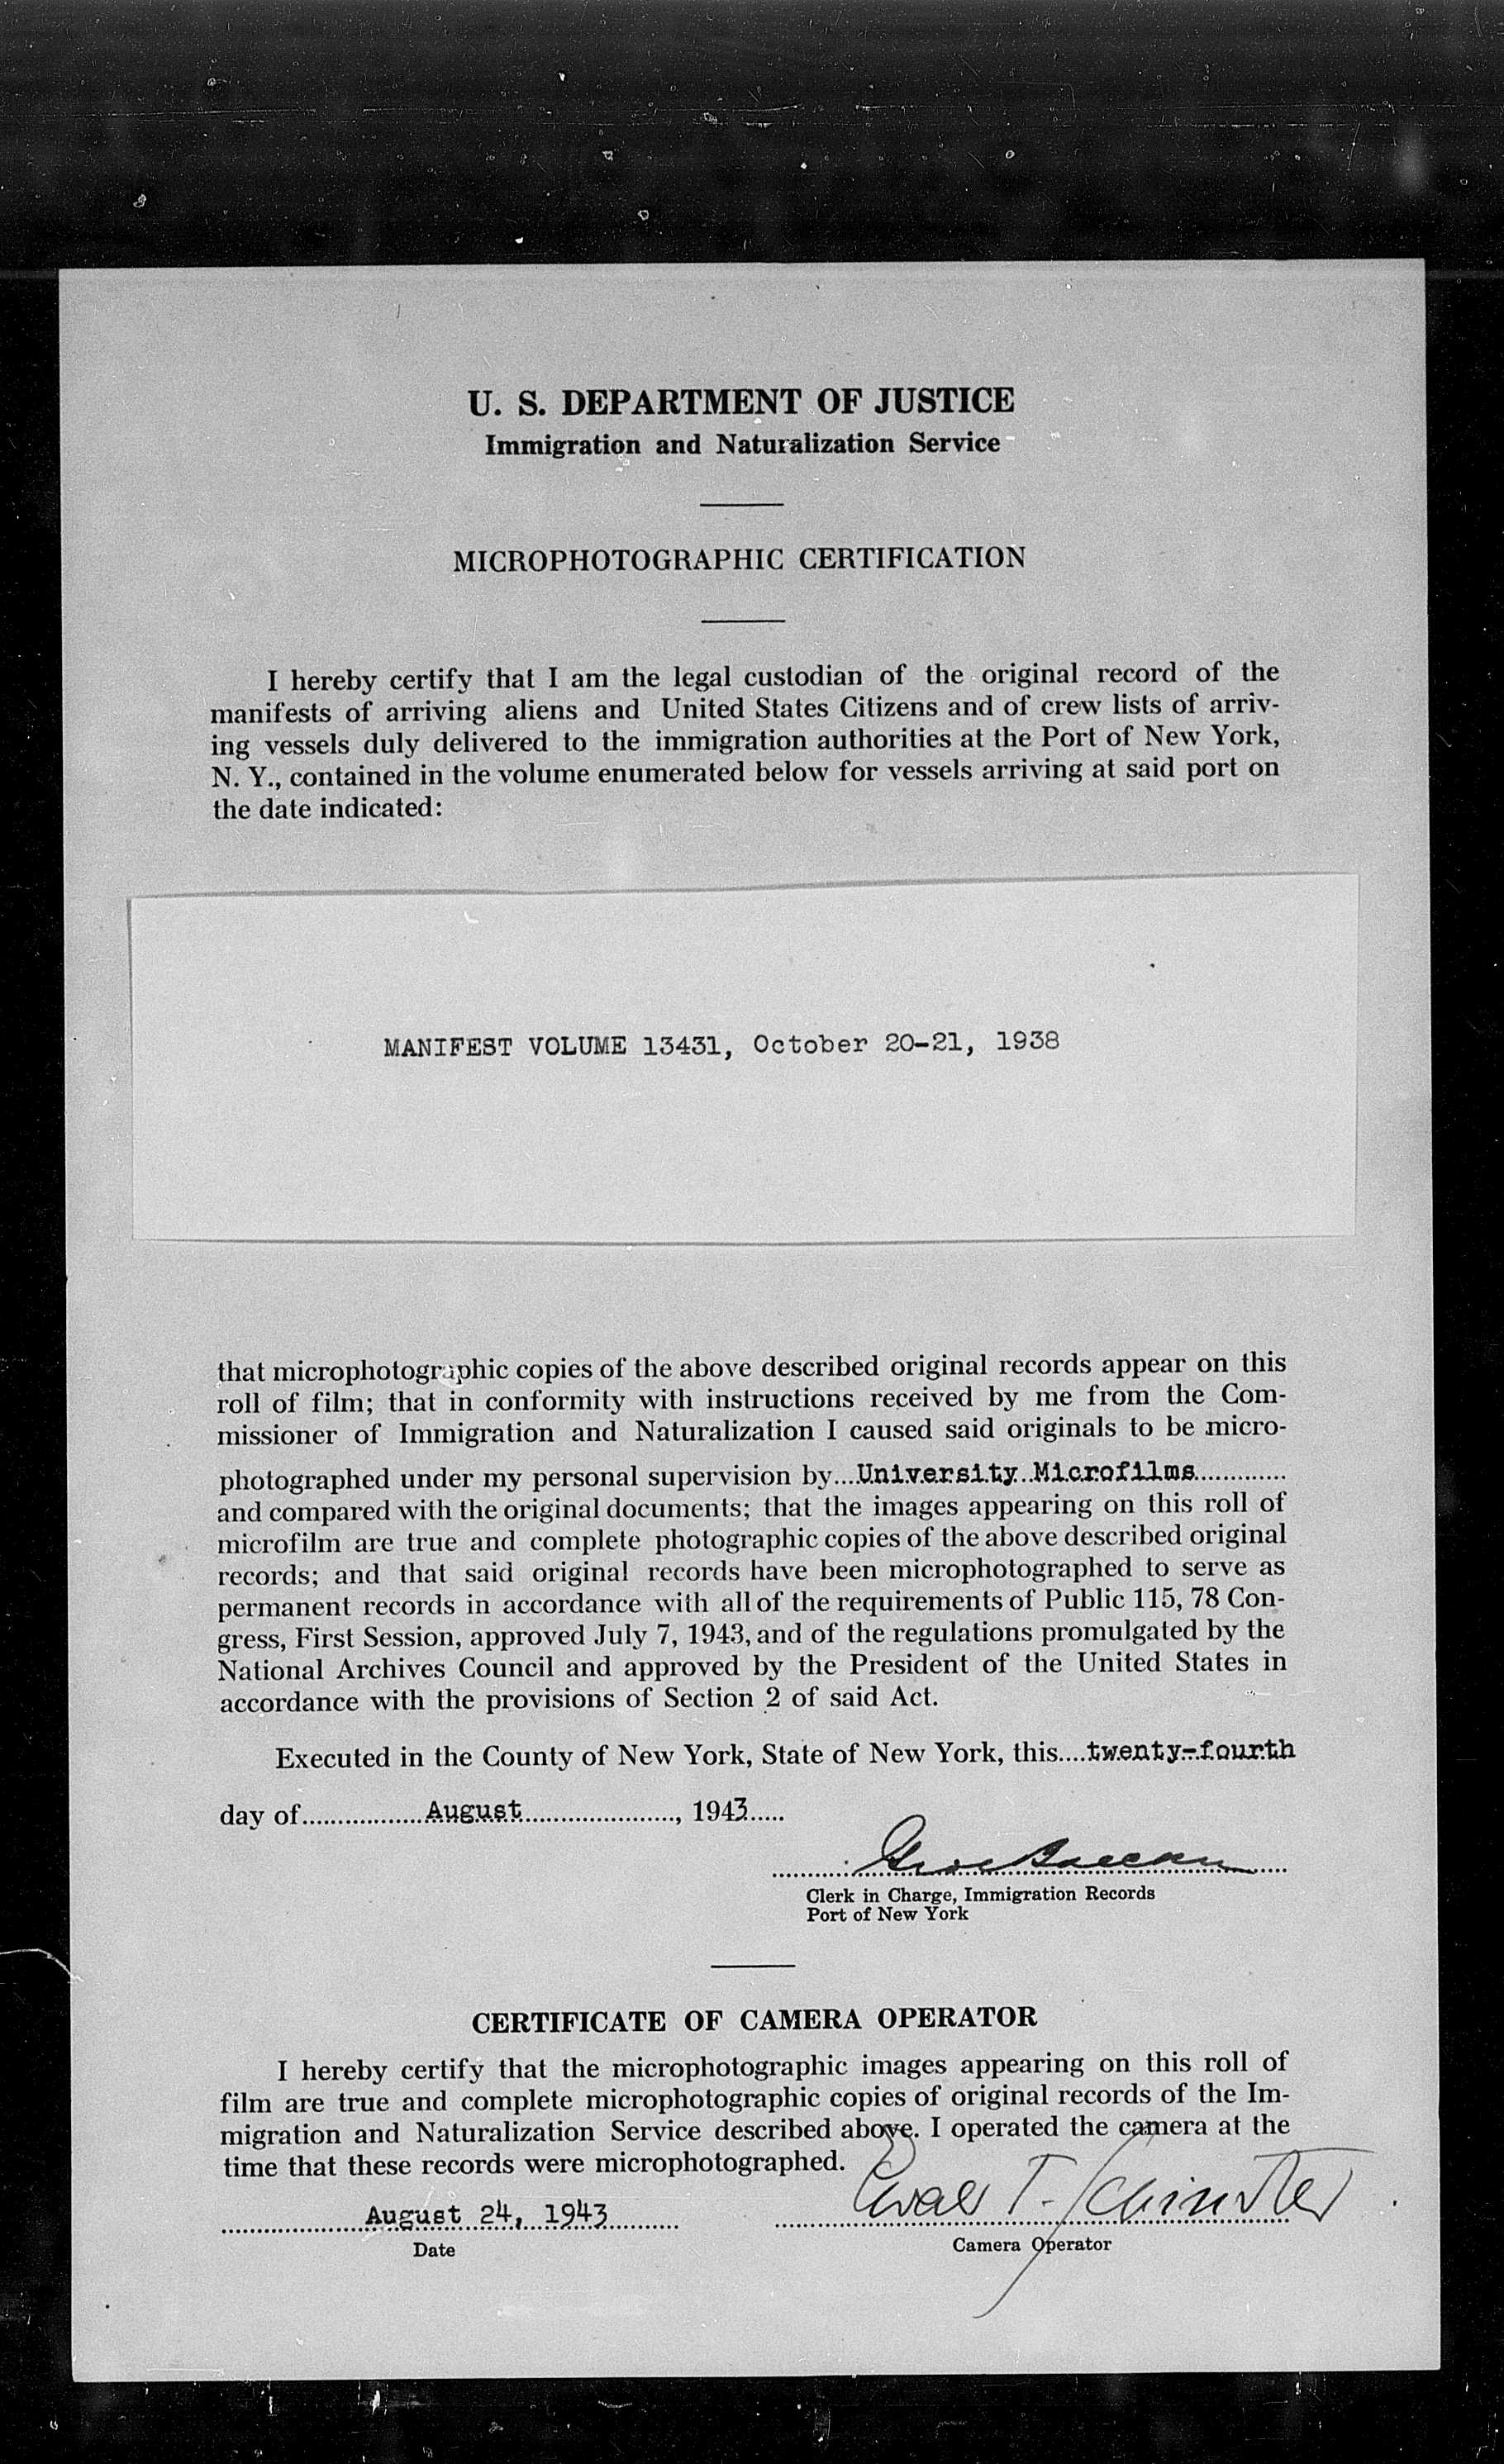 U. S. DEPARTMENT OF JUSTICE
Immigration and Naturalization Service
MICROPHOTOGRAPHIC CERTIFICATION
I hereby certify that I am the legal custodian of the original record of the
manifests of arriving aliens and United States Citizens and of crew lists of arriv-
ing vessels duly delivered to the immigration authorities at the Port of New York,
N. Y., contained in the volume enumerated below for vessels arriving at said port on
the date indicated:
MANIFEST VOLUME 13431, October 20-21, 1938
that microphotographic copies of the above described original records appear on this
roll of film; that in conformity with instructions received by me from the Com-
missioner of Immigration and Naturalization I caused said originals to be micro-
photographed under my personal supervision by...University Microfilms.............
and compared with the original documents; that the images appearing on this roll of
microfilm are true and complete photographic copies of the above described original
records; and that said original records have been microphotographed to serve as
permanent records in accordance with all of the requirements of Public 115, 78 Con-
gress, First Session, approved July 7, 1943, and of the regulations promulgated by the
National Archives Council and approved by the President of the United States in
accordance with the provisions of Section 2 of said Act.
Executed in the County of New York, State of New York, this....twenty-fourth
day of..................August......................, 1943.....
Clerk in Charge, Immigration Records
Port of New York
CERTIFICATE OF CAMERA OPERATOR
I hereby certify that the microphotographic images appearing on this roll of
film are true and complete microphotographic copies of original records of the Im-
migration and Naturalization Service described above. I operated the camera at the
time that these records were microphotographed.
August 24, 1943
Date
Camera Operator